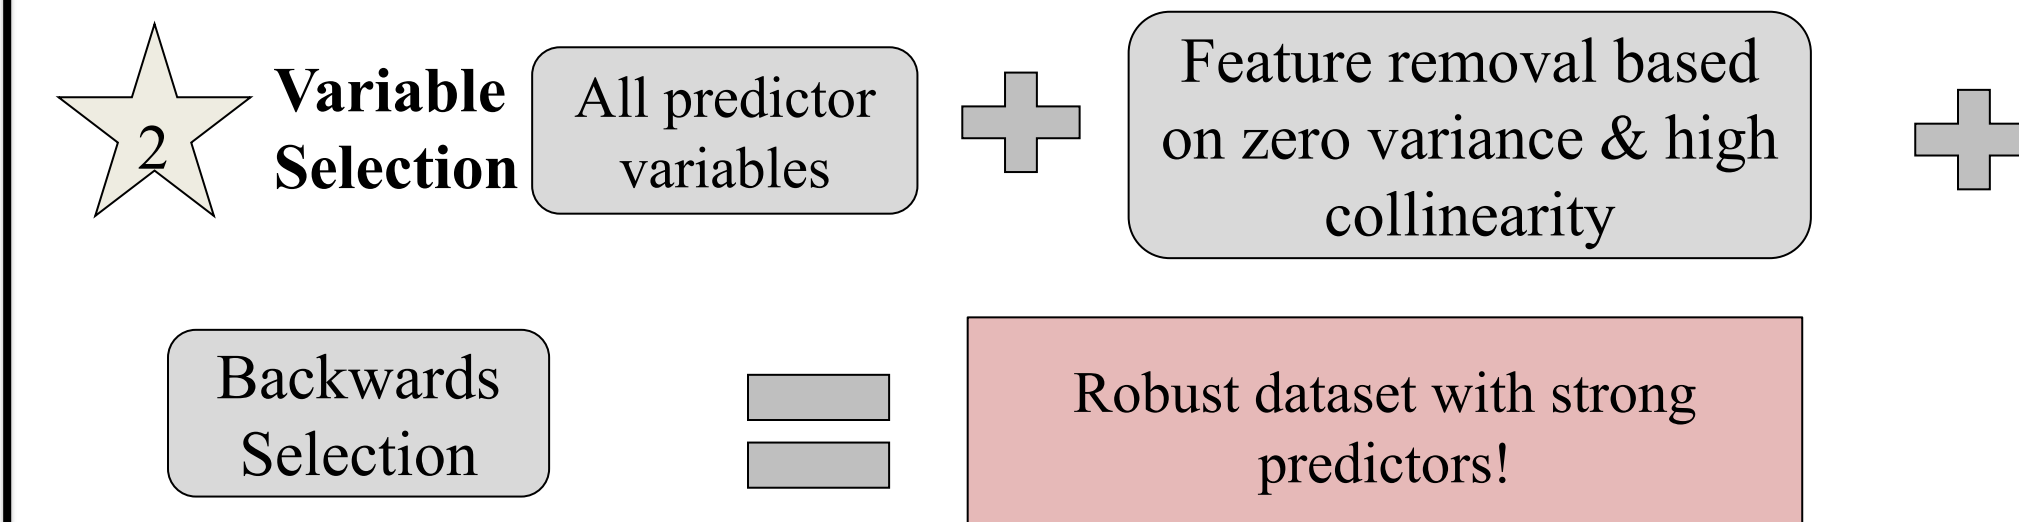 2
Variable
Selection
All predictor
variables
Feature removal based
on zero variance & high
collinearity
Backwards
Selection
Robust dataset with strong
predictors!